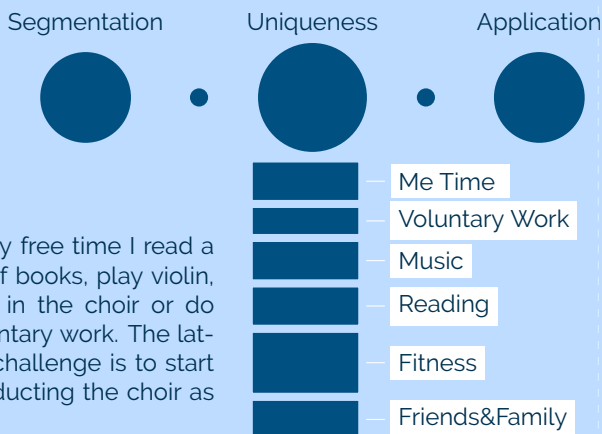 Segmentation
Uniqueness
Application
Me Time
Voluntary Work
Music
Reading
Fitness
Friends&Family
y free time I read a
f books, play violin,
in the choir or do
ntary work. The lat-
challenge is to start
ducting the choir as